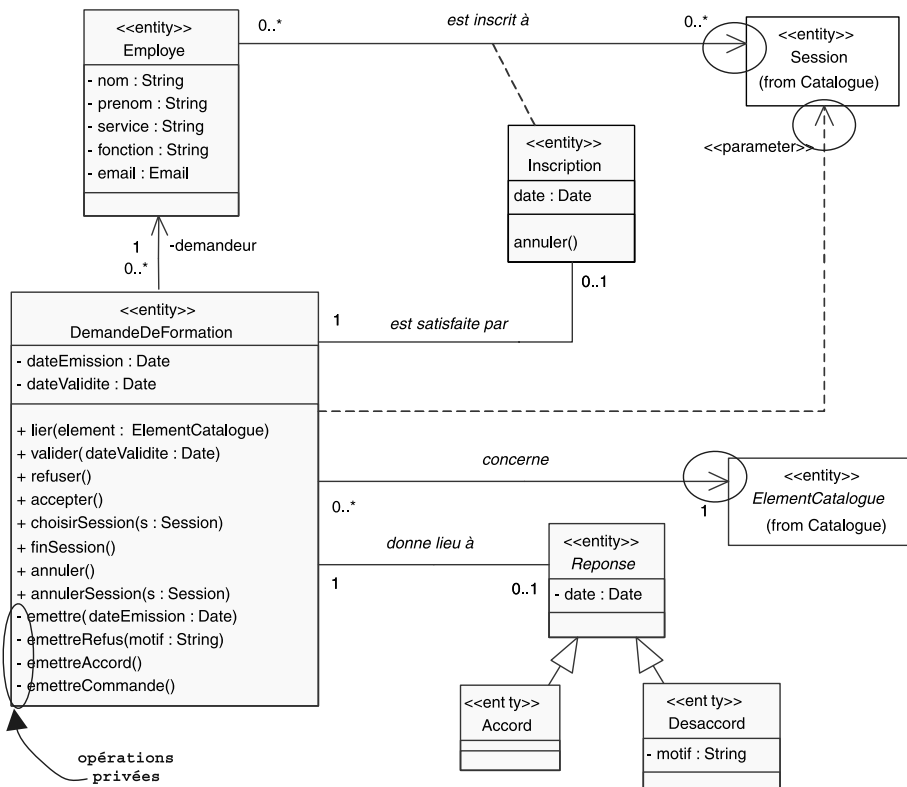 <<entity>>
Employe
- nom : String
- prenom : String
- service : String
- fonction : String
- email : Email
0..*
est inscrit à
0..*
<<entity>>
Session
(from Catalogue)
<<parameter>>
<<entity>>
Inscription
date : Date
annuler()
0..1
1
-demandeur
0..*
<<entity>>
DemandeDeFormation
- dateEmission : Date
- dateValidite : Date
+ lier(element : ElementCatalogue)
+ valider(dateValidite : Date)
+ refuser()
+ accepter()
+ choisirSession(s : Session)
+ finSession()
+ annuler()
+ annulerSession(s : Session)
- emettre(dateEmission : Date)
- emettreRefus(motif : String)
- emettreAccord()
- emettreCommande()
1
est satisfaite par
concerne
0..*
1
<<entity>>
ElementCatalogue
(from Catalogue)
donne lieu à
1
0..1
<<entity>>
Reponse
- date : Date
<<ent ty>>
Accord
<<ent ty>>
Desaccord
- motif : String
opérations
privées